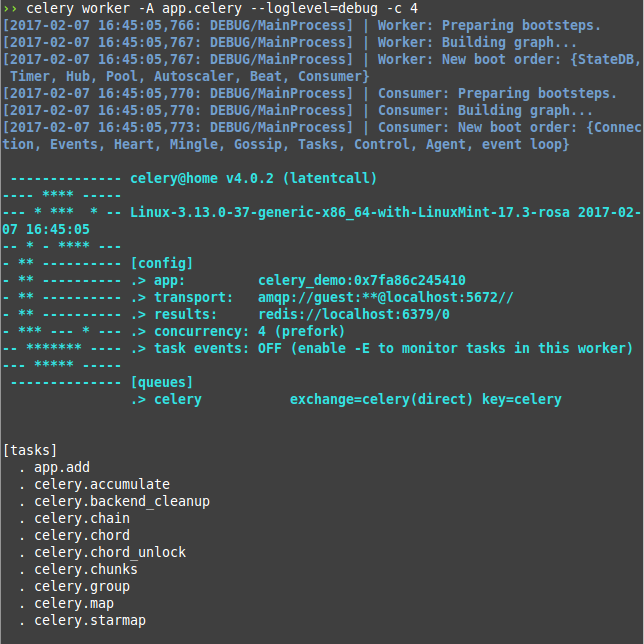 ›› celery worker -A app.celery --loglevel=debug -c 4
[2017-02-07 16:45:05,766: DEBUG/MainProcess] | Worker: Preparing bootsteps.
[2017-02-07 16:45:05,767: DEBUG/MainProcess] | Worker: Building graph...
[2017-02-07 16:45:05,767: DEBUG/MainProcess] | Worker: New boot order: {StateDB,
 Timer, Hub, Pool, Autoscaler, Beat, Consumer}
[2017-02-07 16:45:05,770: DEBUG/MainProcess] | Consumer: Preparing bootsteps.
[2017-02-07 16:45:05,770: DEBUG/MainProcess] | Consumer: Building graph...
[2017-02-07 16:45:05,773: DEBUG/MainProcess] | Consumer: New boot order: {Connec
tion, Events, Heart, Mingle, Gossip, Tasks, Control, Agent, event loop}

 -------------- celery@home v4.0.2 (latentcall)
---- **** -----
--- * ***  * -- Linux-3.13.0-37-generic-x86_64-with-LinuxMint-17.3-rosa 2017-02-
07 16:45:05
-- * - **** ---
- ** ---------- [config]
- ** ---------- .> app:         celery_demo:0x7fa86c245410
- ** ---------- .> transport:   amqp://guest:**@localhost:5672//
- ** ---------- .> results:     redis://localhost:6379/0
- *** --- * --- .> concurrency: 4 (prefork)
-- ******* ---- .> task events: OFF (enable -E to monitor tasks in this worker)
--- ***** -----
 -------------- [queues]
                .> celery           exchange=celery(direct) key=celery

[tasks]
  . app.add
  . celery.accumulate
  . celery.backend_cleanup
  . celery.chain
  . celery.chord
  . celery.chord_unlock
  . celery.chunks
  . celery.group
  . celery.map
  . celery.starmap